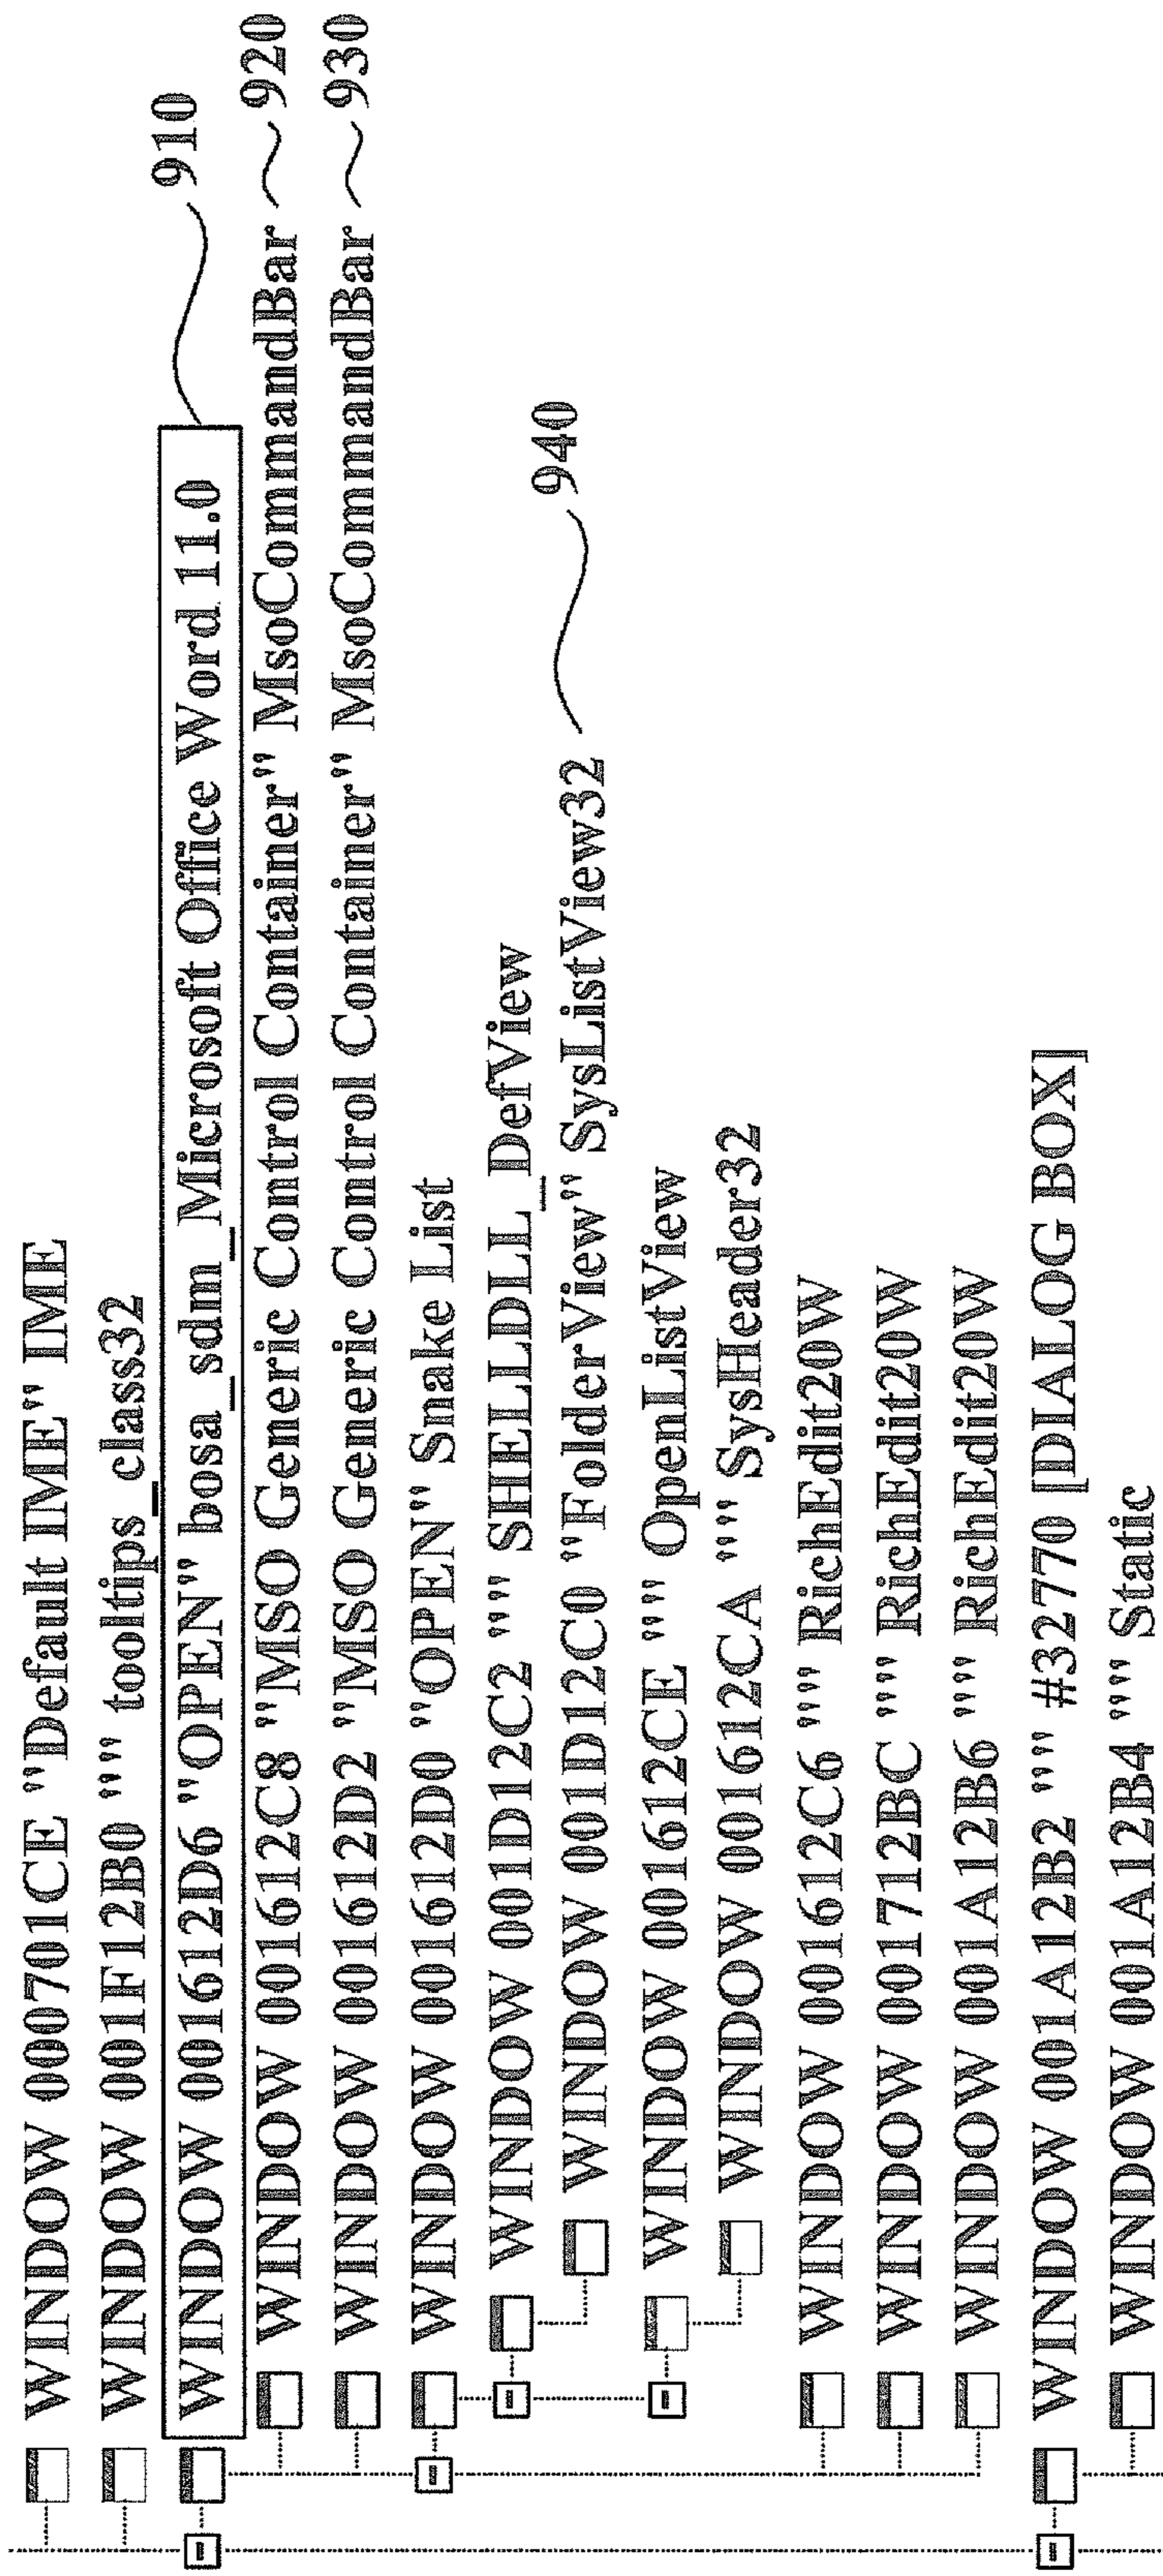 WINDOW 000701CE "Default IME" IME
WINDOW 001F12B0 "" tooltips_class32
WINDOW 001612D6 "OPEN" bosa_sdm_Microsoft Office Word 11.0 910
WINDOW 001612C8 "MSO Generic Control Container" MsoCommandBar 920
WINDOW 001612D2 "MSO Generic Control Container" MsoCommandBar 930
WINDOW 001612D0 "OPEN" Snake List
WINDOW 001D12C2 "" SHELLDLL_DefView
WINDOW 001D12C0 "FolderView" SysListView32 940
WINDOW 001612CE "" OpenListView
WINDOW 001612CA "" SysHeader32
WINDOW 001612C6 "" RichEdit20W
WINDOW 001712BC "" RichEdit20W
WINDOW 001A12B6 "" RichEdit20W
WINDOW 001A12B2 "" #32770 [DIALOG BOX]
WINDOW 001A12B4 "" Static